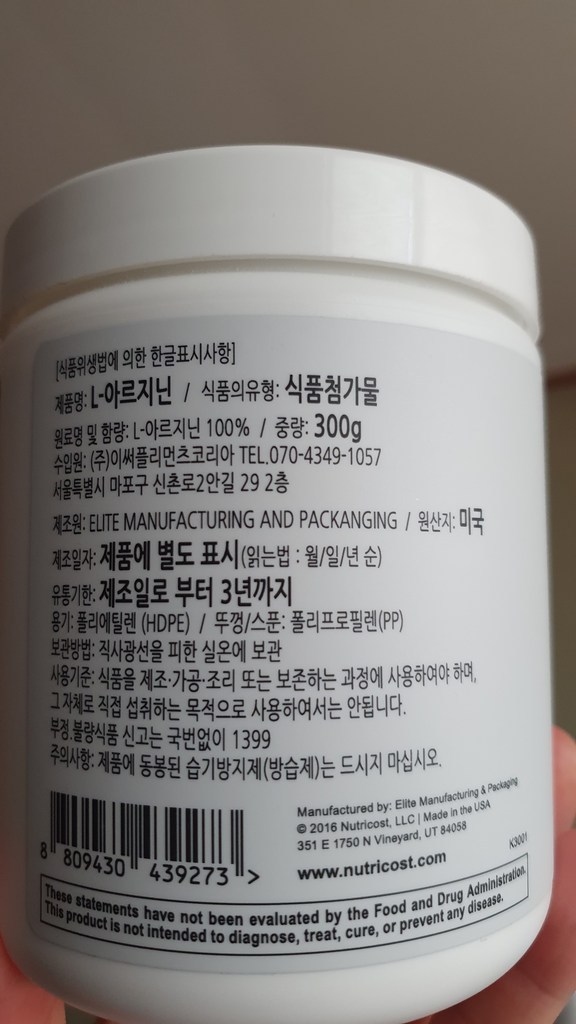 [식품위생법에 의한 한글표시사항]
제품명: L-아르지닌 / 식품의유형: 식품첨가물
원료명 및 함량: L-아르지닌 100% / 중량: 300g
수입원: (주)이써플리먼츠코리아 TEL.070-4349-1057
서울특별시 마포구 신촌로2안길 29 2층
제조원: ELITE MANUFACTURING AND PACKANGING / 원산지: 미국
제조일자: 제품에 별도 표시(읽는법 : 월/일/년 순)
유통기한: 제조일로 부터 3년까지
용기: 폴리에틸렌 (HDPE) / 뚜껑/스푼: 폴리프로필렌(PP)
보관방법: 직사광선을 피한 실온에 보관
사용기준: 식품을 제조·가공·조리 또는 보존하는 과정에 사용하여야 하며,
그 자체로 직접 섭취하는 목적으로 사용하여서는 안됩니다.
부정.불량식품 신고는 국번없이 1399
주의사항: 제품에 동봉된 습기방지제(방습제)는 드시지 마십시오.
Manufactured by: Elite Manufacturing & Packaging
© 2016 Nutricost, LLC | Made in the USA
351 E 1750 N Vineyard, UT 84058
K3001
www.nutricost.com
8 809430 439273 >
These statements have not been evaluated by the Food and Drug Administration.
This product is not intended to diagnose, treat, cure, or prevent any disease.